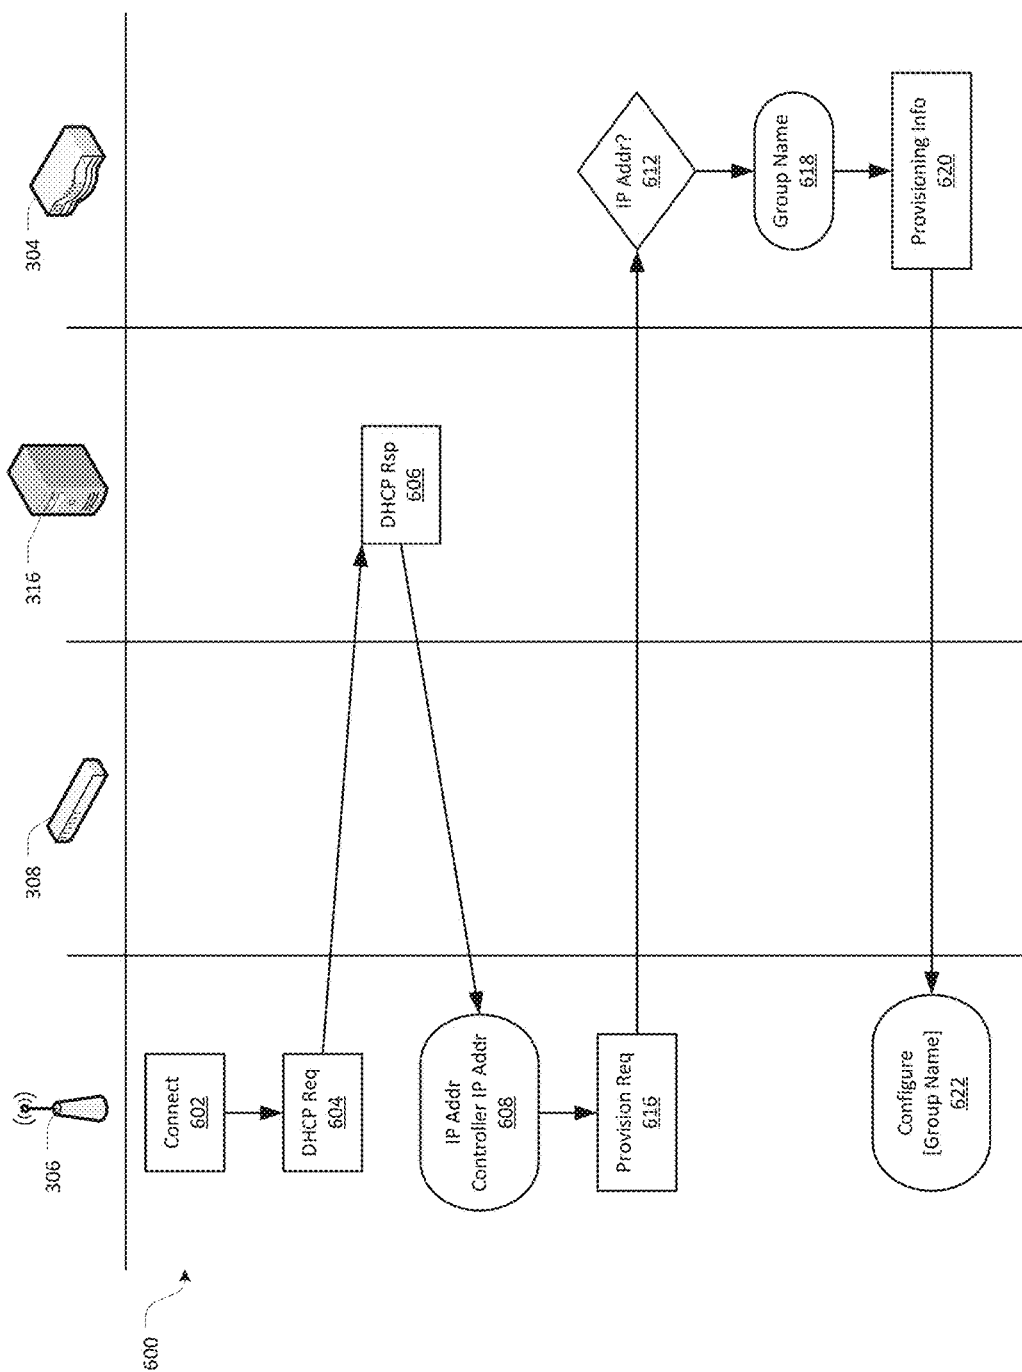 600
306
308
316
304
Connect
602
DHCP Req
604
DHCP Rsp
606
IP Addr
Controller IP Addr
608
Provision Req
616
IP Addr?
612
Group Name
618
Provisioning Info
620
Configure
[Group Name]
622